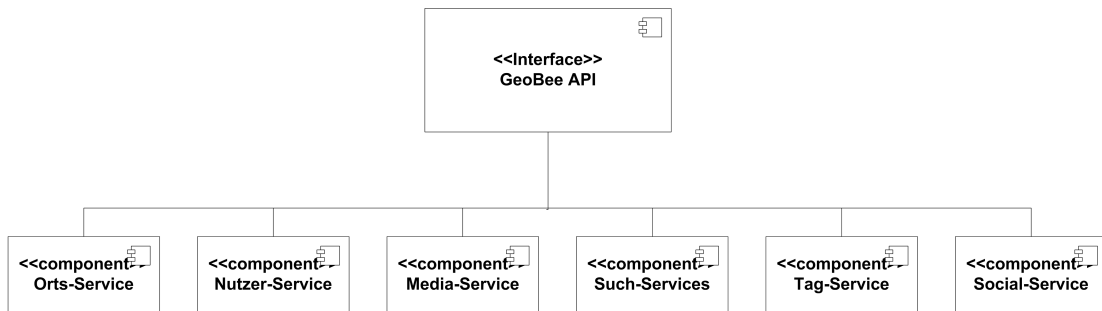 <<Interface>>
GeoBee API
<<component>>
Orts-Service
<<component>>
Nutzer-Service
<<component>>
Media-Service
<<component>>
Such-Services
<<component>>
Tag-Service
<<component>>
Social-Service